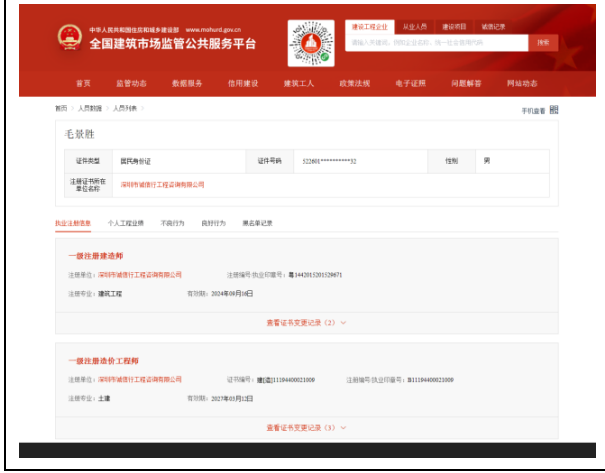 中华人民共和国住房和城乡建设部 www.mohurd.gov.cn
全国建筑市场监管公共服务平台
建设工程企业 从业人员 建设项目 诚信记录
搜索
首页 监管动态 数据服务 信用建设 建筑工人 政策法规 电子证照 问题解答 网站动态
首页 > 人员数据 > 人员列表 >
手机查看
毛景胜
证件类型 居民身份证 证件号码 522601**********32 性别 男
注册证书所在单位名称 深圳市诚信行工程咨询有限公司
执业注册信息 个人工程业绩 不良行为 良好行为 黑名单记录
一级注册建造师
注册单位:深圳市诚信行工程咨询有限公司 注册编号/执业印章号:粤1442015201529671
注册专业:建筑工程 有效期:2024年09月16日
查看证书变更记录(2)
一级注册造价工程师
注册单位:深圳市诚信行工程咨询有限公司 证书编号:建[造]11194400021009 注册编号/执业印章号:B11194400021009
注册专业:土建 有效期:2027年03月12日
查看证书变更记录(3)